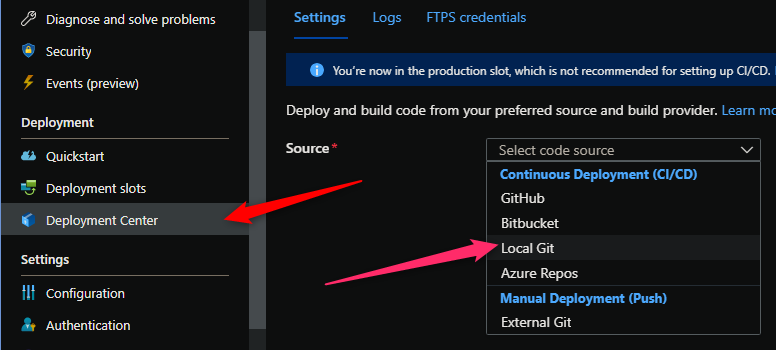 Diagnose and solve problems
Security
Events (preview)
Deployment
Quickstart
Deployment slots
Deployment Center
Settings
Configuration
Authentication
Settings Logs FTPS credentials
You're now in the production slot, which is not recommended for setting up CI/CD.
Deploy and build code from your preferred source and build provider. Learn mo
Source*
Select code source
Continuous Deployment (CI/CD)
GitHub
Bitbucket
Local Git
Azure Repos
Manual Deployment (Push)
External Git